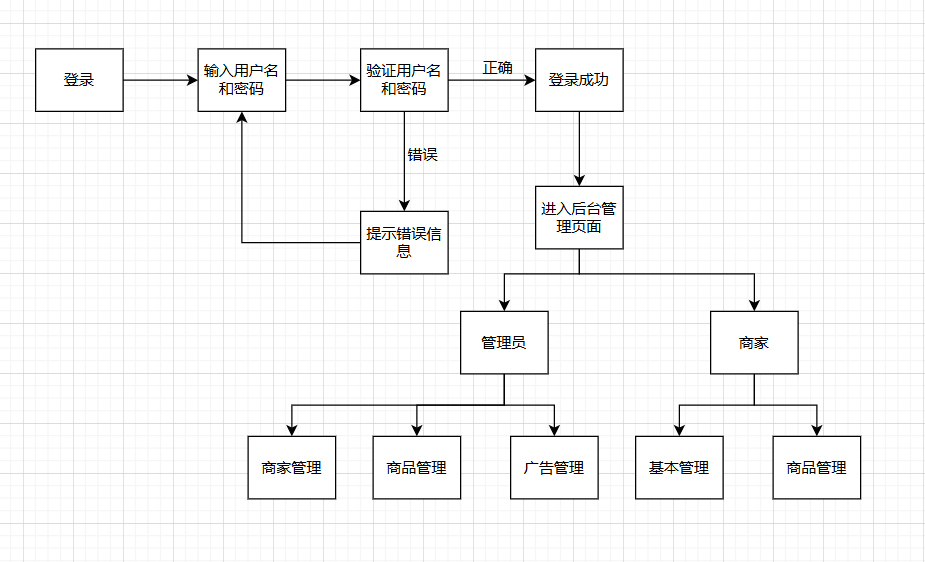 登录
输入用户名
和密码
验证用户名
和密码
正确
登录成功
错误
提示错误信
息
进入后台管
理页面
管理员
商家
商家管理
商品管理
广告管理
基本管理
商品管理